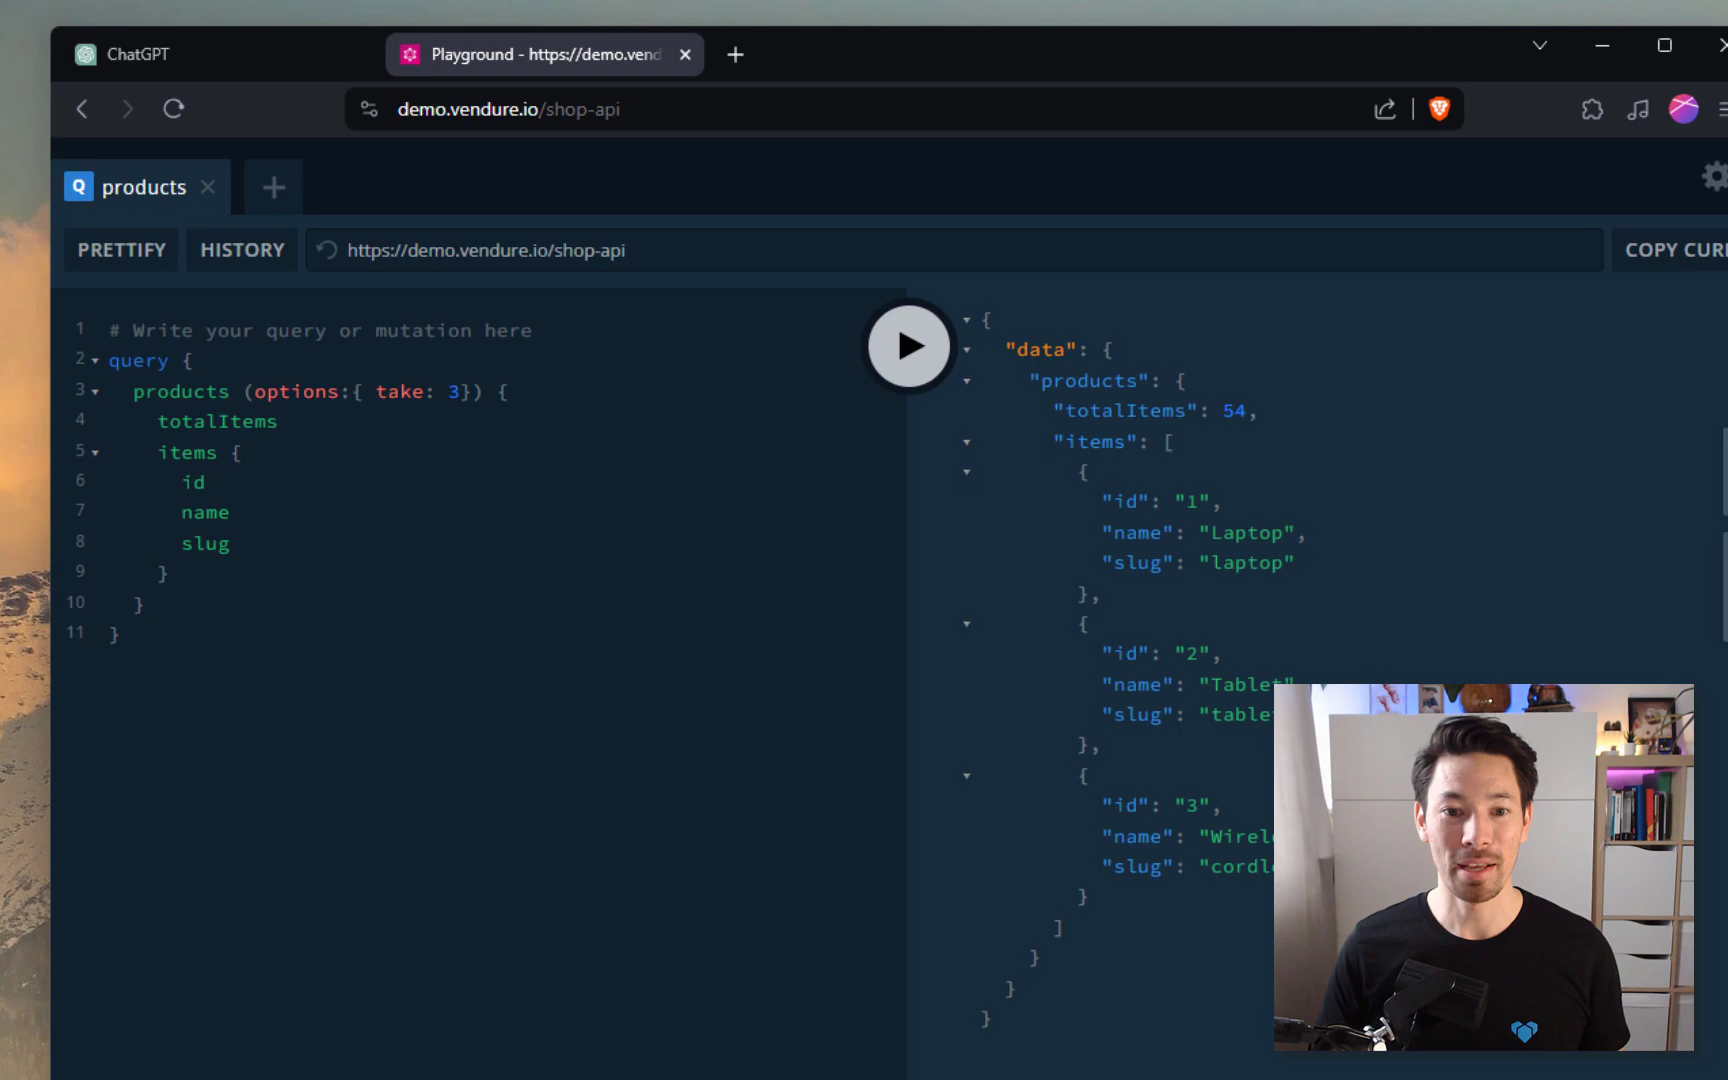 ChatGPT
Playground - https://demo.vend
demo.vendure.io/shop-api
Q products
PRETTIFY
HISTORY
https://demo.vendure.io/shop-api
COPY CUR
1 # Write your query or mutation here
2 query {
3 products (options:{ take: 3}) {
4 totalItems
5 items {
6 id
7 name
8 slug
9 }
10 }
11 }
{
"data": {
"products": {
"totalItems": 54,
"items": [
{
"id": "1",
"name": "Laptop",
"slug": "laptop"
},
{
"id": "2",
"name": "Tablet"
"slug": "tablet
},
{
"id": "3",
"name": "Wirel
"slug": "cordl
}
]
}
}
}